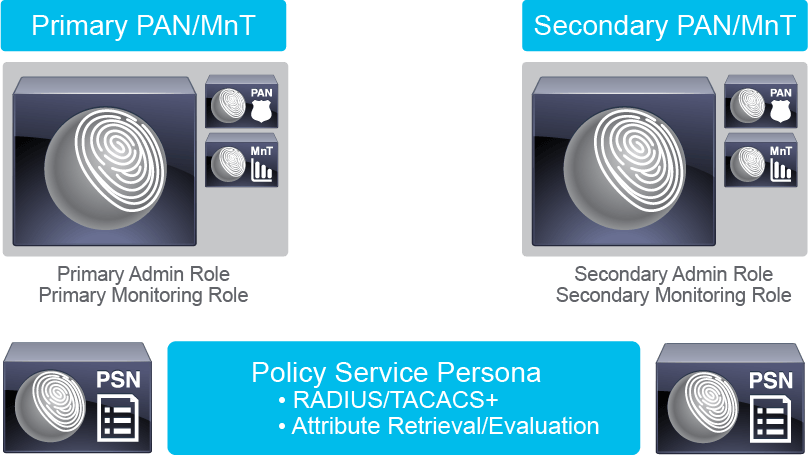 Primary PAN/MnT
Secondary PAN/MnT
PAN
MnT
PAN
MnT
Primary Admin Role
Primary Monitoring Role
Secondary Admin Role
Secondary Monitoring Role
PSN
Policy Service Persona
• RADIUS/TACACS+
• Attribute Retrieval/Evaluation
PSN